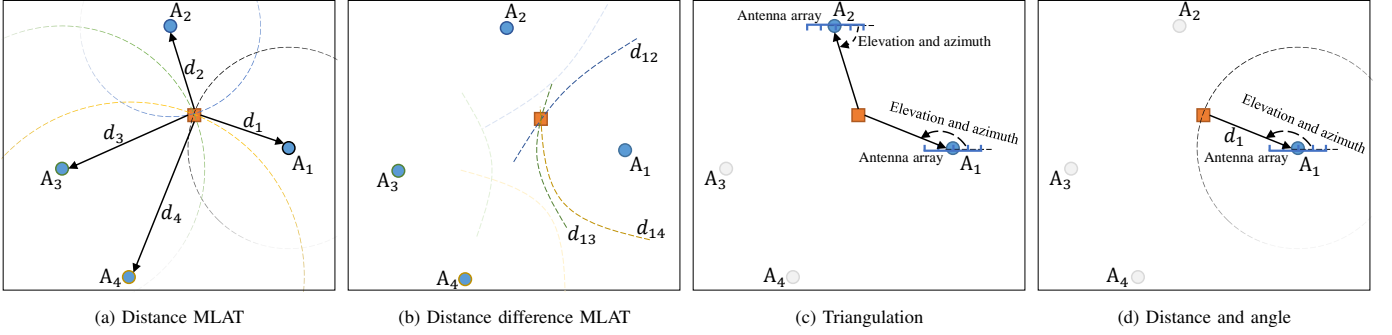 A₂
d₂
d₃
d₁
A₁
A₃
d₄
A₄
(a) Distance MLAT
A₂
d₁₂
A₁
A₃
d₁₃
d₁₄
A₄
(b) Distance difference MLAT
A₂
Antenna array
Elevation and azimuth
Elevation and azimuth
Antenna array
A₁
A₃
A₄
(c) Triangulation
A₂
Elevation and azimuth
d₁
Antenna array
A₁
A₃
A₄
(d) Distance and angle